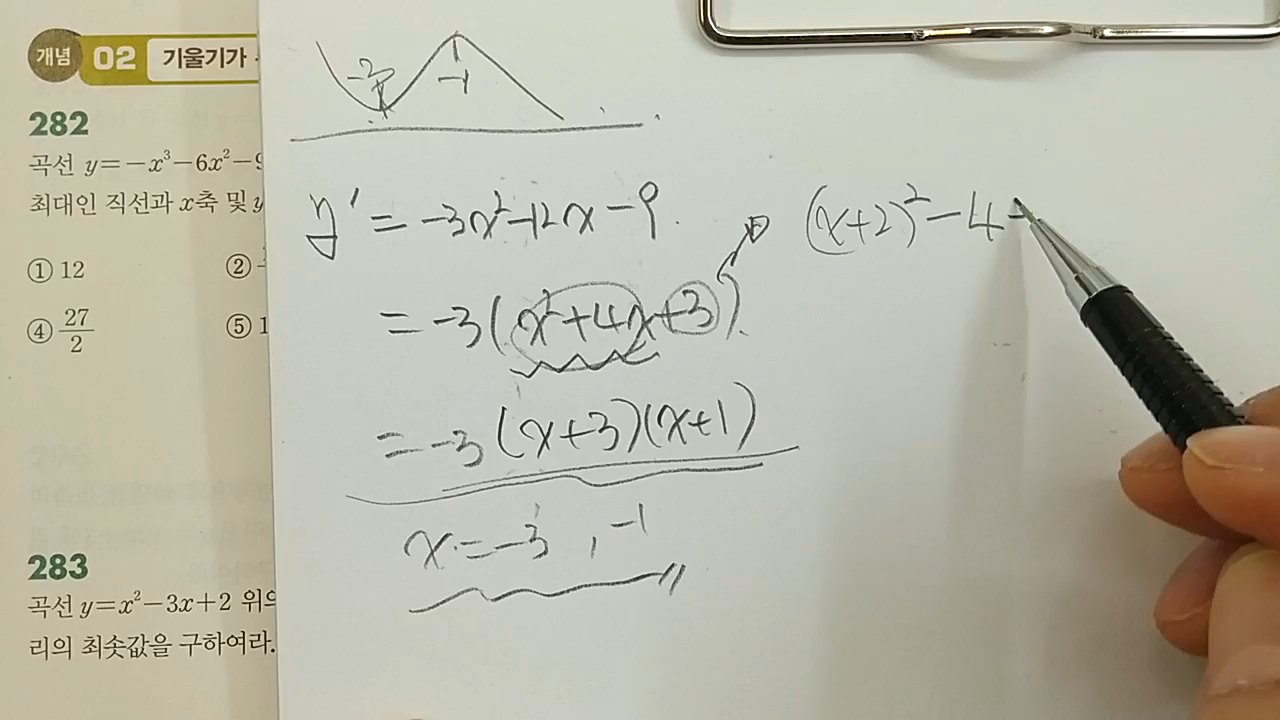 개념 02 기울기가
282
곡선 y=-x³-6x²-9
최대인 직선과 x축 및 y
① 12 ②
④ 27/2 ⑤ 1
283
곡선 y=x²-3x+2 위의
리의 최솟값을 구하여라.
-3 -1
y' = -3x²-12x-9.
= -3(x²+4x+3). (x+2)²-4-
= -3(x+3)(x+1)
x = -3, -1